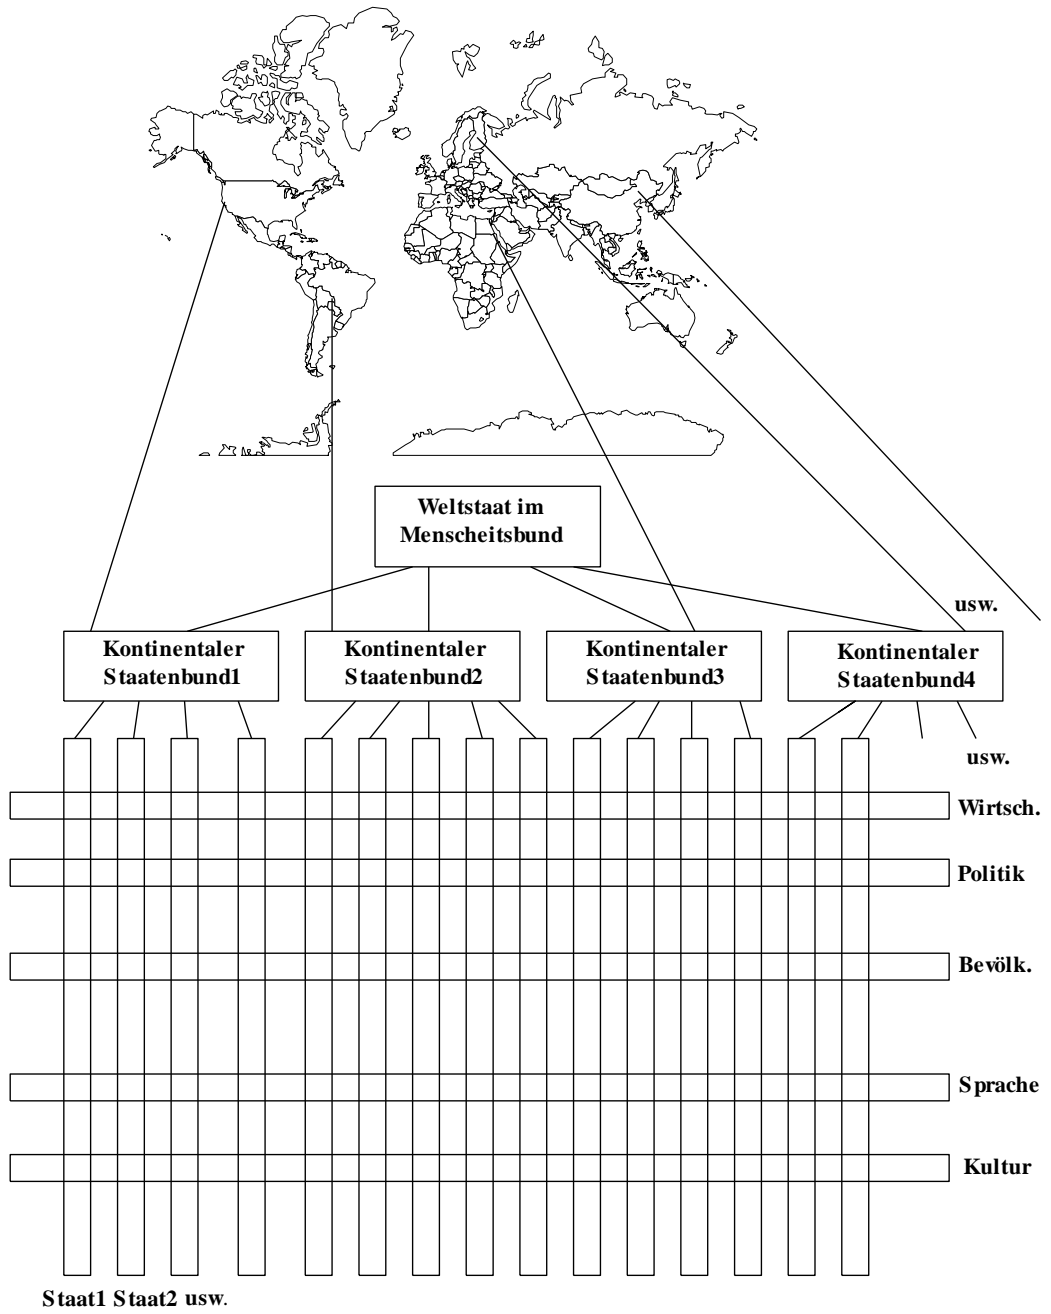 Weltstaat im
Menscheitsbund
usw.
Kontinentaler
Staatenbund1
Kontinentaler
Staatenbund2
Kontinentaler
Staatenbund3
Kontinentaler
Staatenbund4
usw.
Wirtsch.
Politik
Bevölk.
Sprache
Kultur
Staat1 Staat2 usw.